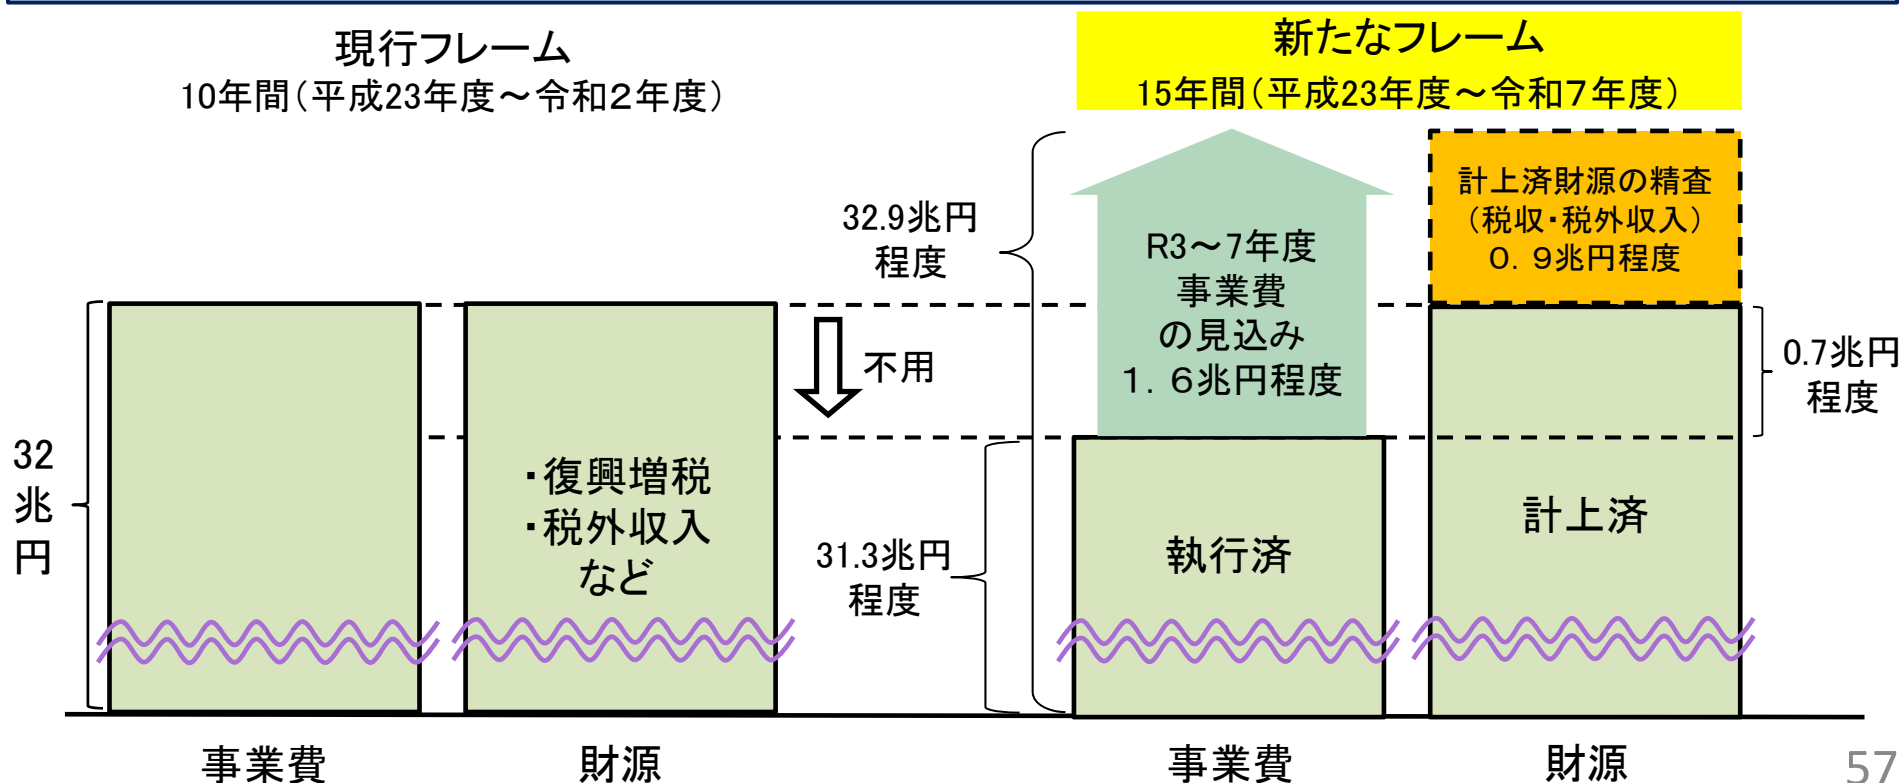 現行フレーム
10年間(平成23年度～令和2年度)
新たなフレーム
15年間(平成23年度～令和7年度)
32
兆
円
・復興増税
・税外収入
など
不用
32.9兆円
程度
31.3兆円
程度
R3～7年度
事業費
の見込み
1.6兆円程度
執行済
計上済財源の精査
(税収・税外収入)
0.9兆円程度
計上済
0.7兆円
程度
事業費
財源
事業費
財源
57